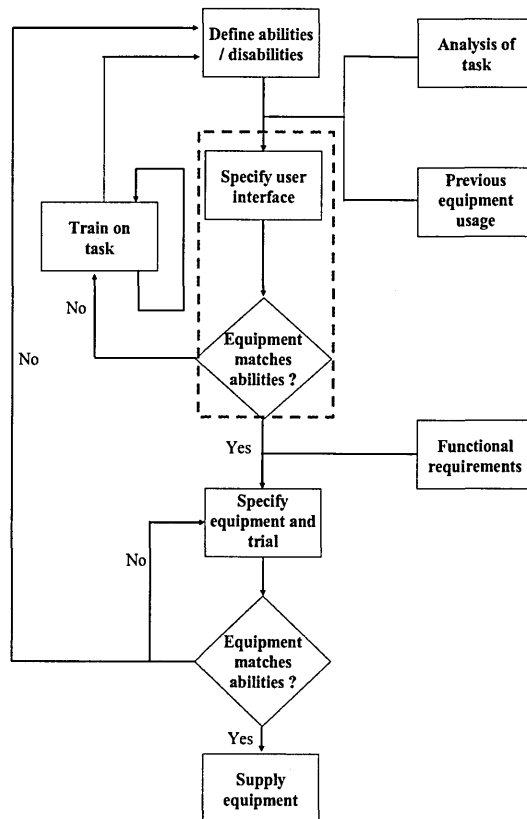 Define abilities
/ disabilities
Analysis of
task
Specify user
interface
Previous
equipment
usage
Train on
task
No
No
Equipment
matches
abilities ?
Yes
Functional
requirements
Specify
equipment and
trial
No
Equipment
matches
abilities ?
Yes
Supply
equipment